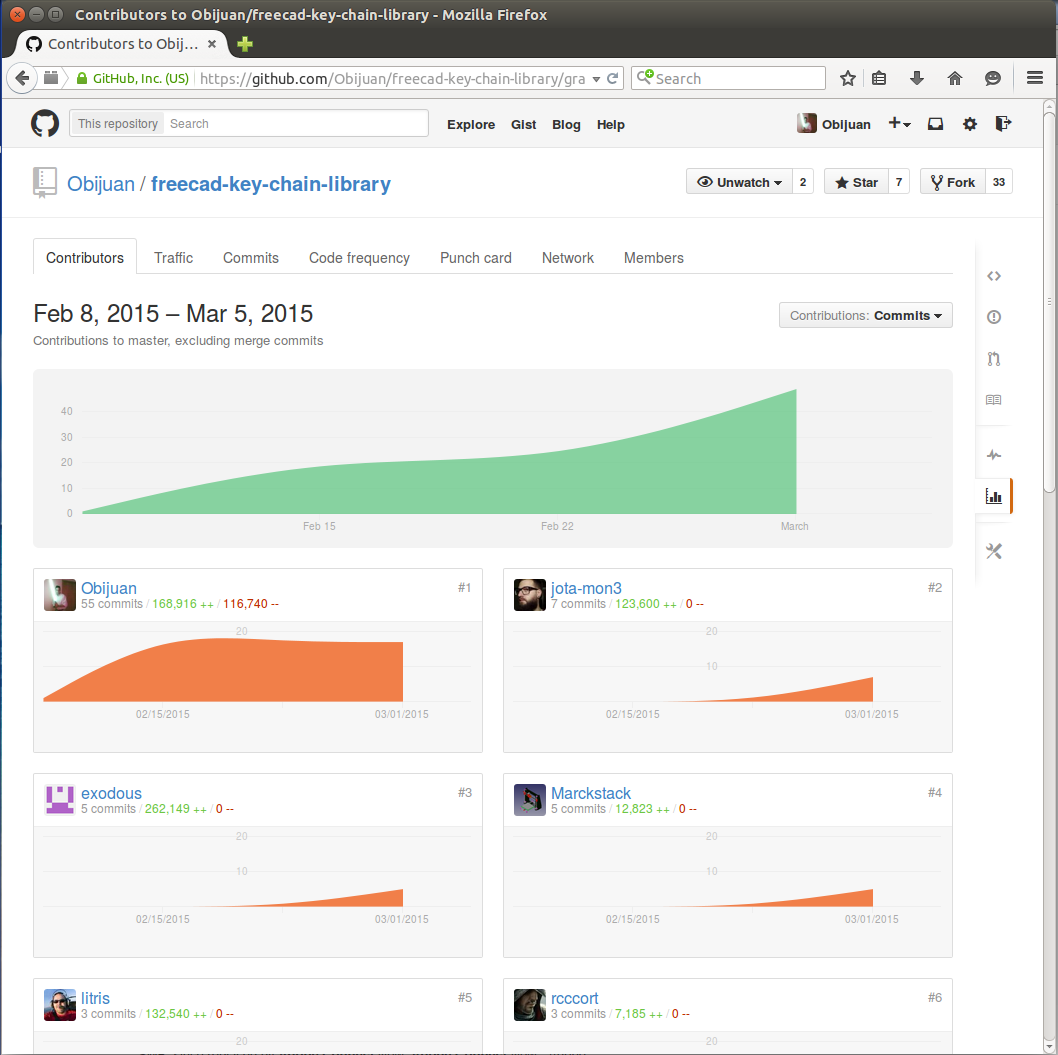 Contributors to Obijuan/freecad-key-chain-library - Mozilla Firefox
Contributors to Obij...
GitHub, Inc. (US) https://github.com/Obijuan/freecad-key-chain-library/gra Search
This repository Search Explore Gist Blog Help Obijuan
Obijuan / freecad-key-chain-library Unwatch 2 Star 7 Fork 33
Contributors Traffic Commits Code frequency Punch card Network Members
Feb 8, 2015 – Mar 5, 2015 Contributions: Commits
Contributions to master, excluding merge commits
40
30
20
10
0
Feb 15 Feb 22 March
Obijuan #1
55 commits / 168,916 ++ / 116,740 --
20
02/15/2015 03/01/2015
jota-mon3 #2
7 commits / 123,600 ++ / 0 --
20
10
02/15/2015 03/01/2015
exodous #3
5 commits / 262,149 ++ / 0 --
20
10
02/15/2015 03/01/2015
Marckstack #4
5 commits / 12,823 ++ / 0 --
20
10
02/15/2015 03/01/2015
litris #5
3 commits / 132,540 ++ / 0 --
20
rcccort #6
3 commits / 7,185 ++ / 0 --
20